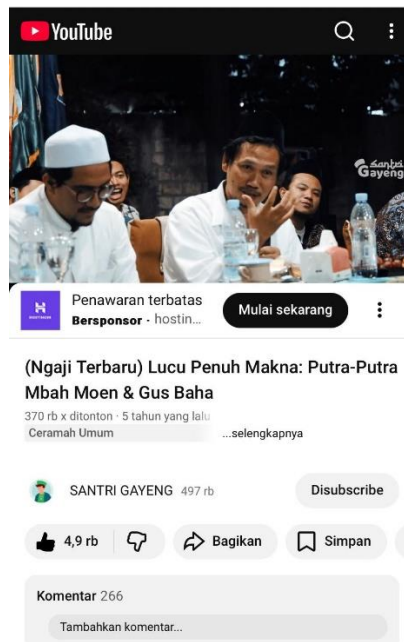 YouTube
Santri
Gayeng
Penawaran terbatas
Bersponsor · hostin...
Mulai sekarang
(Ngaji Terbaru) Lucu Penuh Makna: Putra-Putra
Mbah Moen & Gus Baha
370 rb x ditonton · 5 tahun yang lalu
Ceramah Umum ...selengkapnya
SANTRI GAYENG 497 rb
Disubscribe
4,9 rb
Bagikan
Simpan
Komentar 266
Tambahkan komentar...